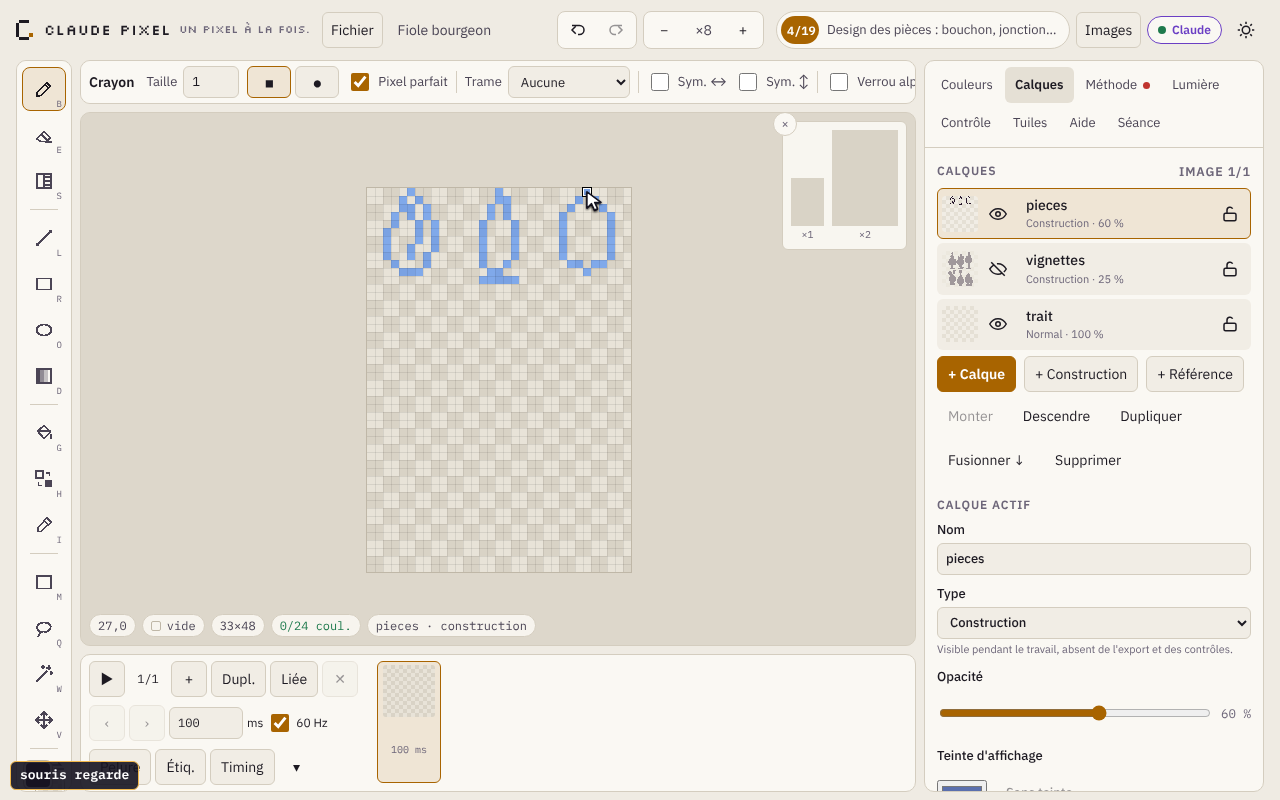 CLAUDE PIXEL UN PIXEL À LA FOIS. Fichier Fiole bourgeon − ×8 + 4/19 Design des pièces : bouchon, jonction… Images Claude
Crayon Taille 1 Pixel parfait Trame Aucune Sym. ↔ Sym. ↕ Verrou alp
B
E
S
L
R
O
D
G
H
I
M
Q
W
V
×
×1 ×2
27,0 vide 33×48 0/24 coul. pieces · construction
1/1 + Dupl. Liée ×
‹ › 100 ms 60 Hz
Étiq. Timing ▼
100 ms
souris regarde
Couleurs Calques Méthode Lumière
Contrôle Tuiles Aide Séance
CALQUES IMAGE 1/1
pieces
Construction · 60 %
vignettes
Construction · 25 %
trait
Normal · 100 %
+ Calque + Construction + Référence
Monter Descendre Dupliquer
Fusionner ↓ Supprimer
CALQUE ACTIF
Nom
pieces
Type
Construction
Visible pendant le travail, absent de l'export et des contrôles.
Opacité
60 %
Teinte d'affichage
Sans teinte